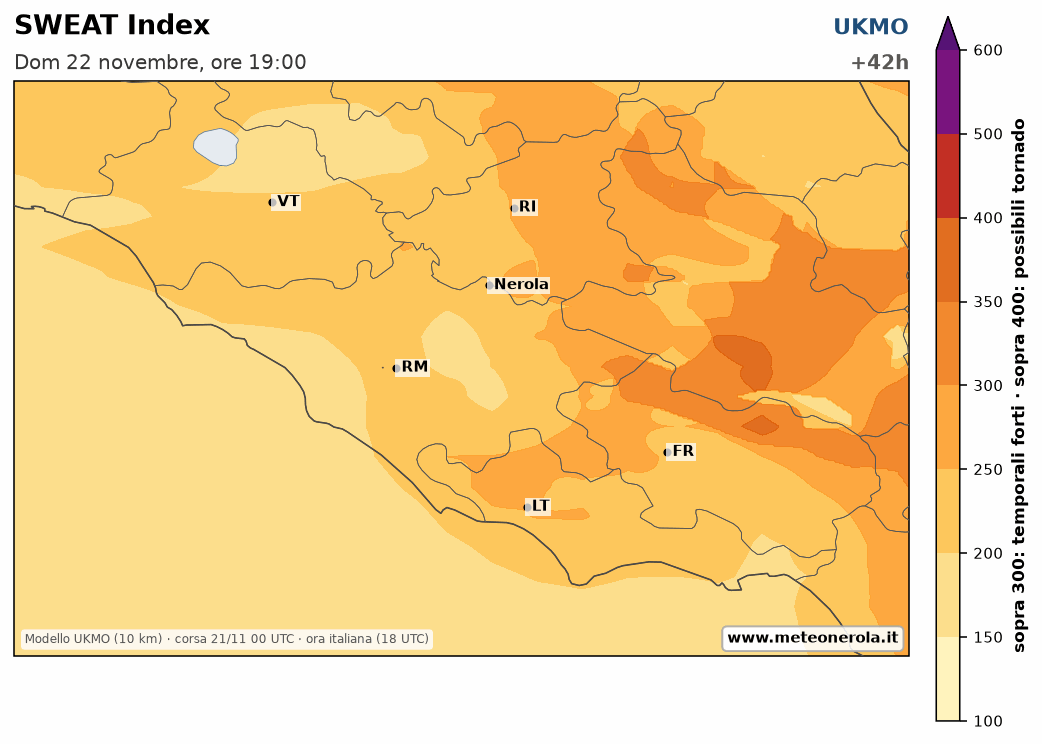 SWEAT Index
UKMO
Dom 22 novembre, ore 19:00
+42h
VT
RI
Nerola
RM
FR
LT
Modello UKMO (10 km) · corsa 21/11 00 UTC · ora italiana (18 UTC)
www.meteonerola.it
600
500
400
350
300
250
200
150
100
sopra 300: temporali forti · sopra 400: possibili tornado